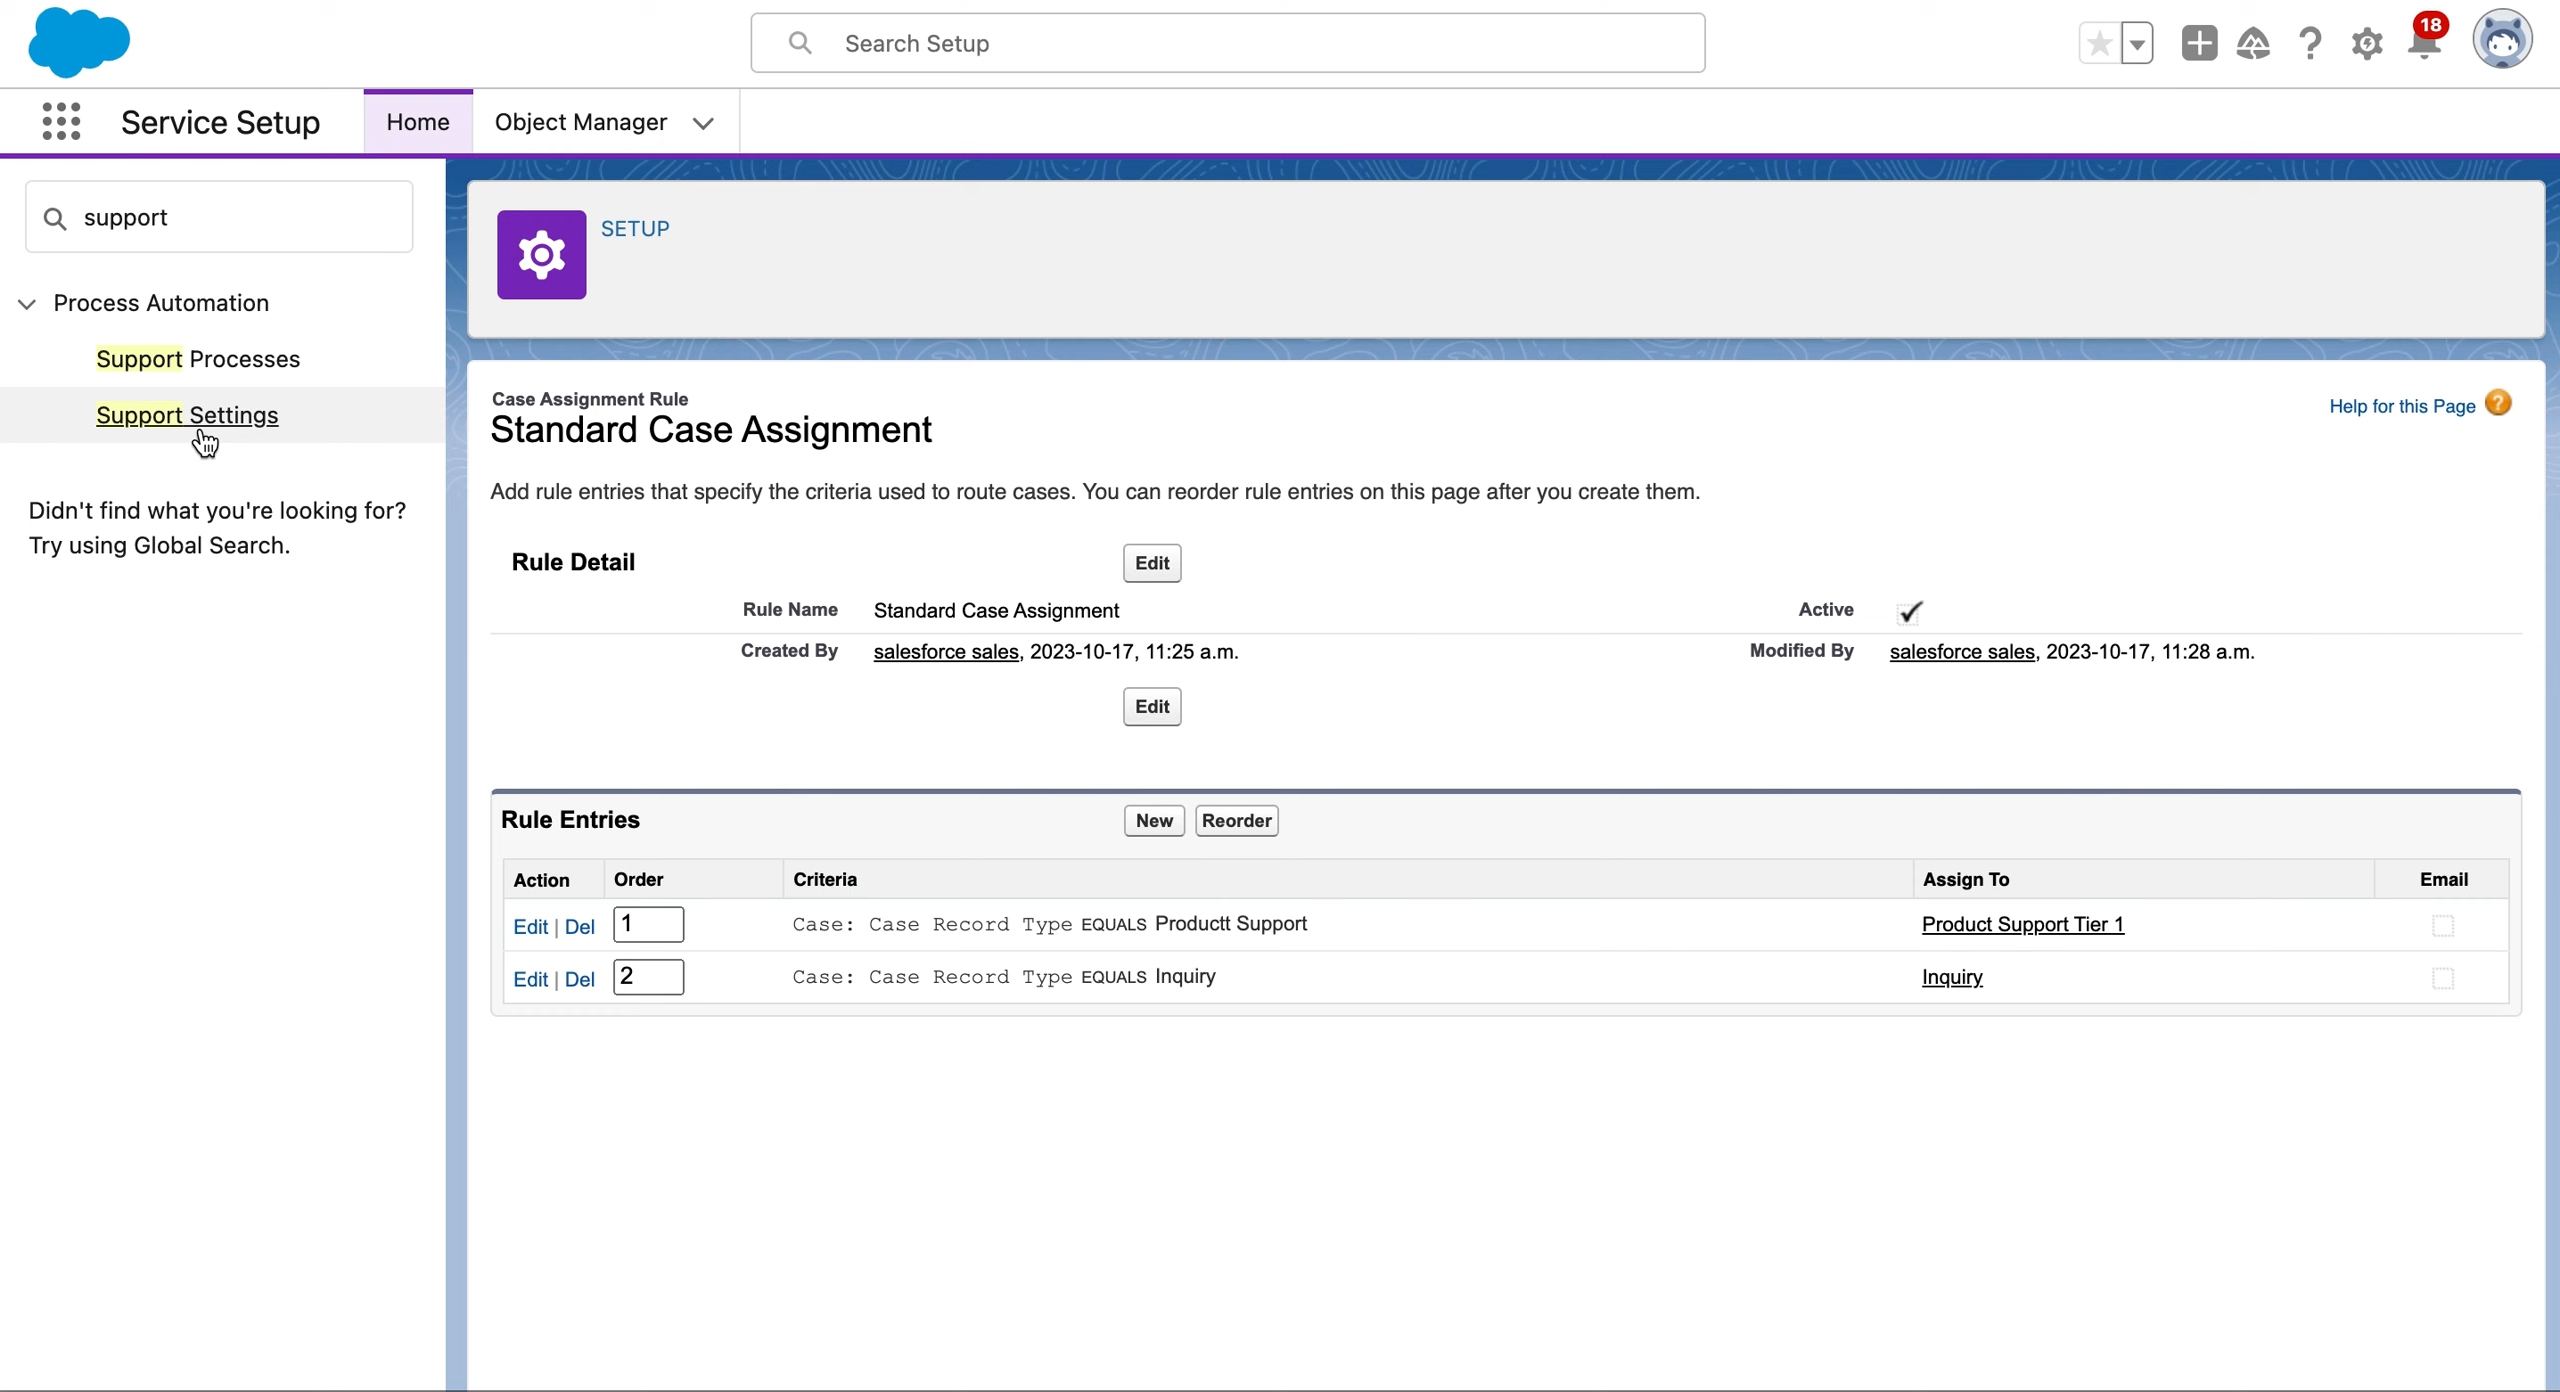 Search Setup
18
Service Setup
Home
Object Manager
support
Process Automation
Support Processes
Support Settings
Didn't find what you're looking for?
Try using Global Search.
SETUP
Case Assignment Rule
Standard Case Assignment
Help for this Page ?
Add rule entries that specify the criteria used to route cases. You can reorder rule entries on this page after you create them.
Rule Detail
Edit
Rule Name Standard Case Assignment Active
Created By salesforce sales, 2023-10-17, 11:25 a.m. Modified By salesforce sales, 2023-10-17, 11:28 a.m.
Edit
Rule Entries
New Reorder
Action Order Criteria Assign To Email
Edit | Del 1 Case: Case Record Type EQUALS Productt Support Product Support Tier 1
Edit | Del 2 Case: Case Record Type EQUALS Inquiry Inquiry